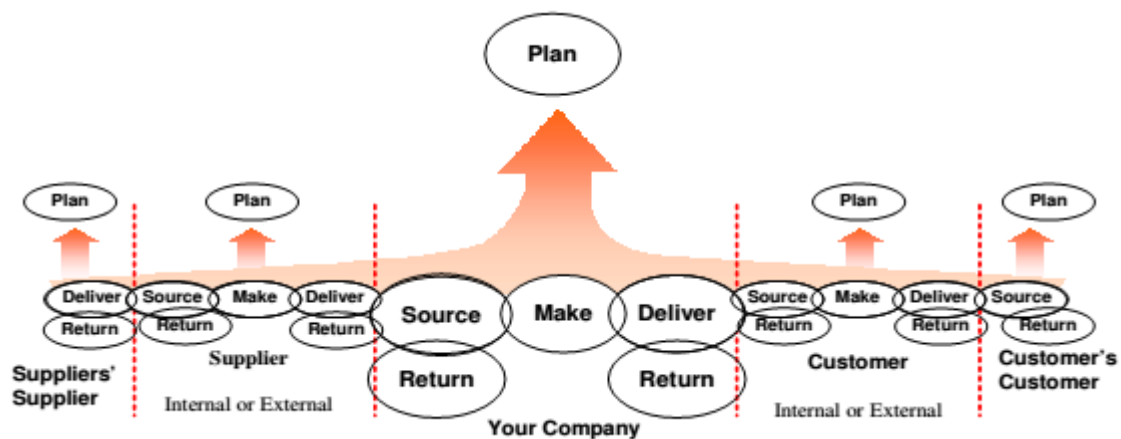 Plan
Plan
Plan
Plan
Plan
Deliver
Source
Make
Deliver
Source
Make
Deliver
Source
Make
Deliver
Source
Return
Return
Return
Return
Return
Return
Return
Return
Suppliers'
Supplier
Supplier
Internal or External
Your Company
Customer
Internal or External
Customer's
Customer